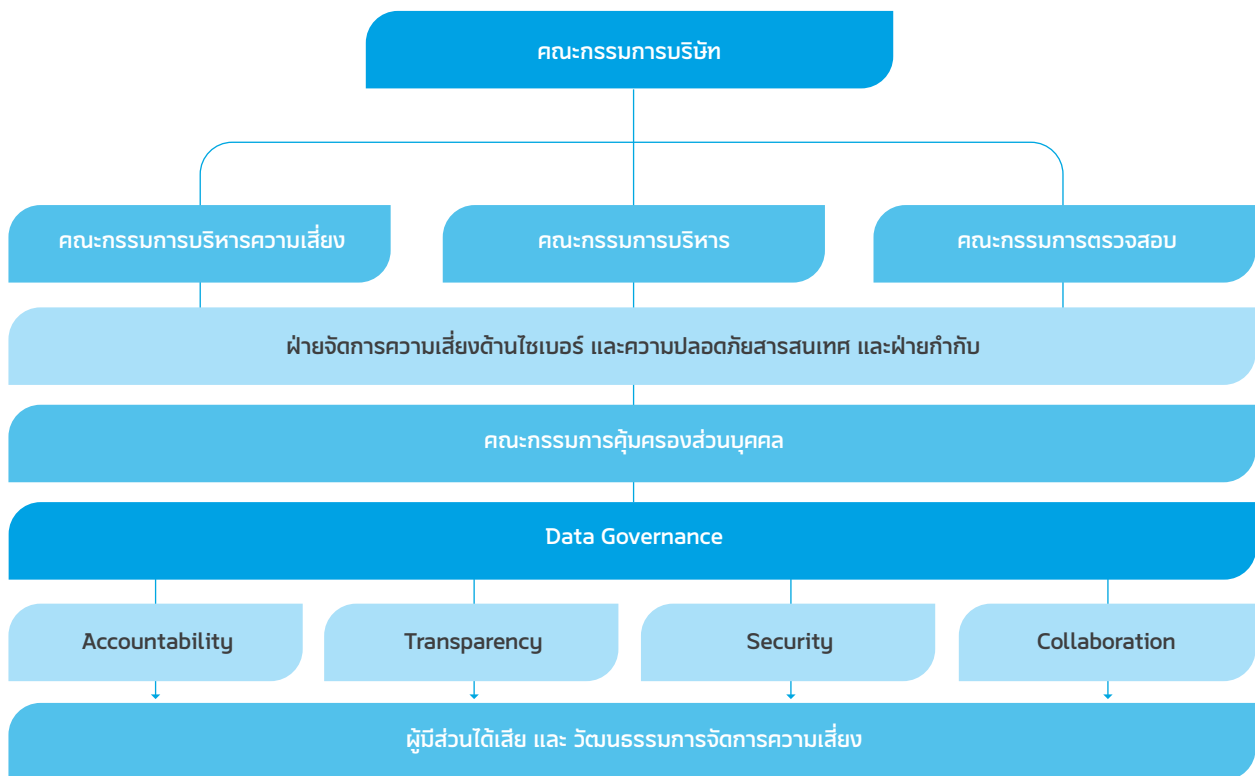 คณะกรรมการบริษัท
คณะกรรมการบริหารความเสี่ยง
คณะกรรมการบริหาร
คณะกรรมการตรวจสอบ
ฝ่ายจัดการความเสี่ยงด้านไซเบอร์ และความปลอดภัยสารสนเทศ และฝ่ายกำกับ
คณะกรรมการคุ้มครองส่วนบุคคล
Data Governance
Accountability
Transparency
Security
Collaboration
ผู้มีส่วนได้เสีย และ วัฒนธรรมการจัดการความเสี่ยง